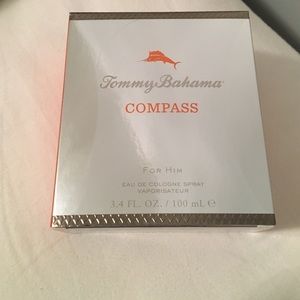 Tommy Bahama
COMPASS
FOR HIM
EAU DE COLOGNE SPRAY
VAPORISATEUR
3.4 FL. OZ. / 100 mL ℮